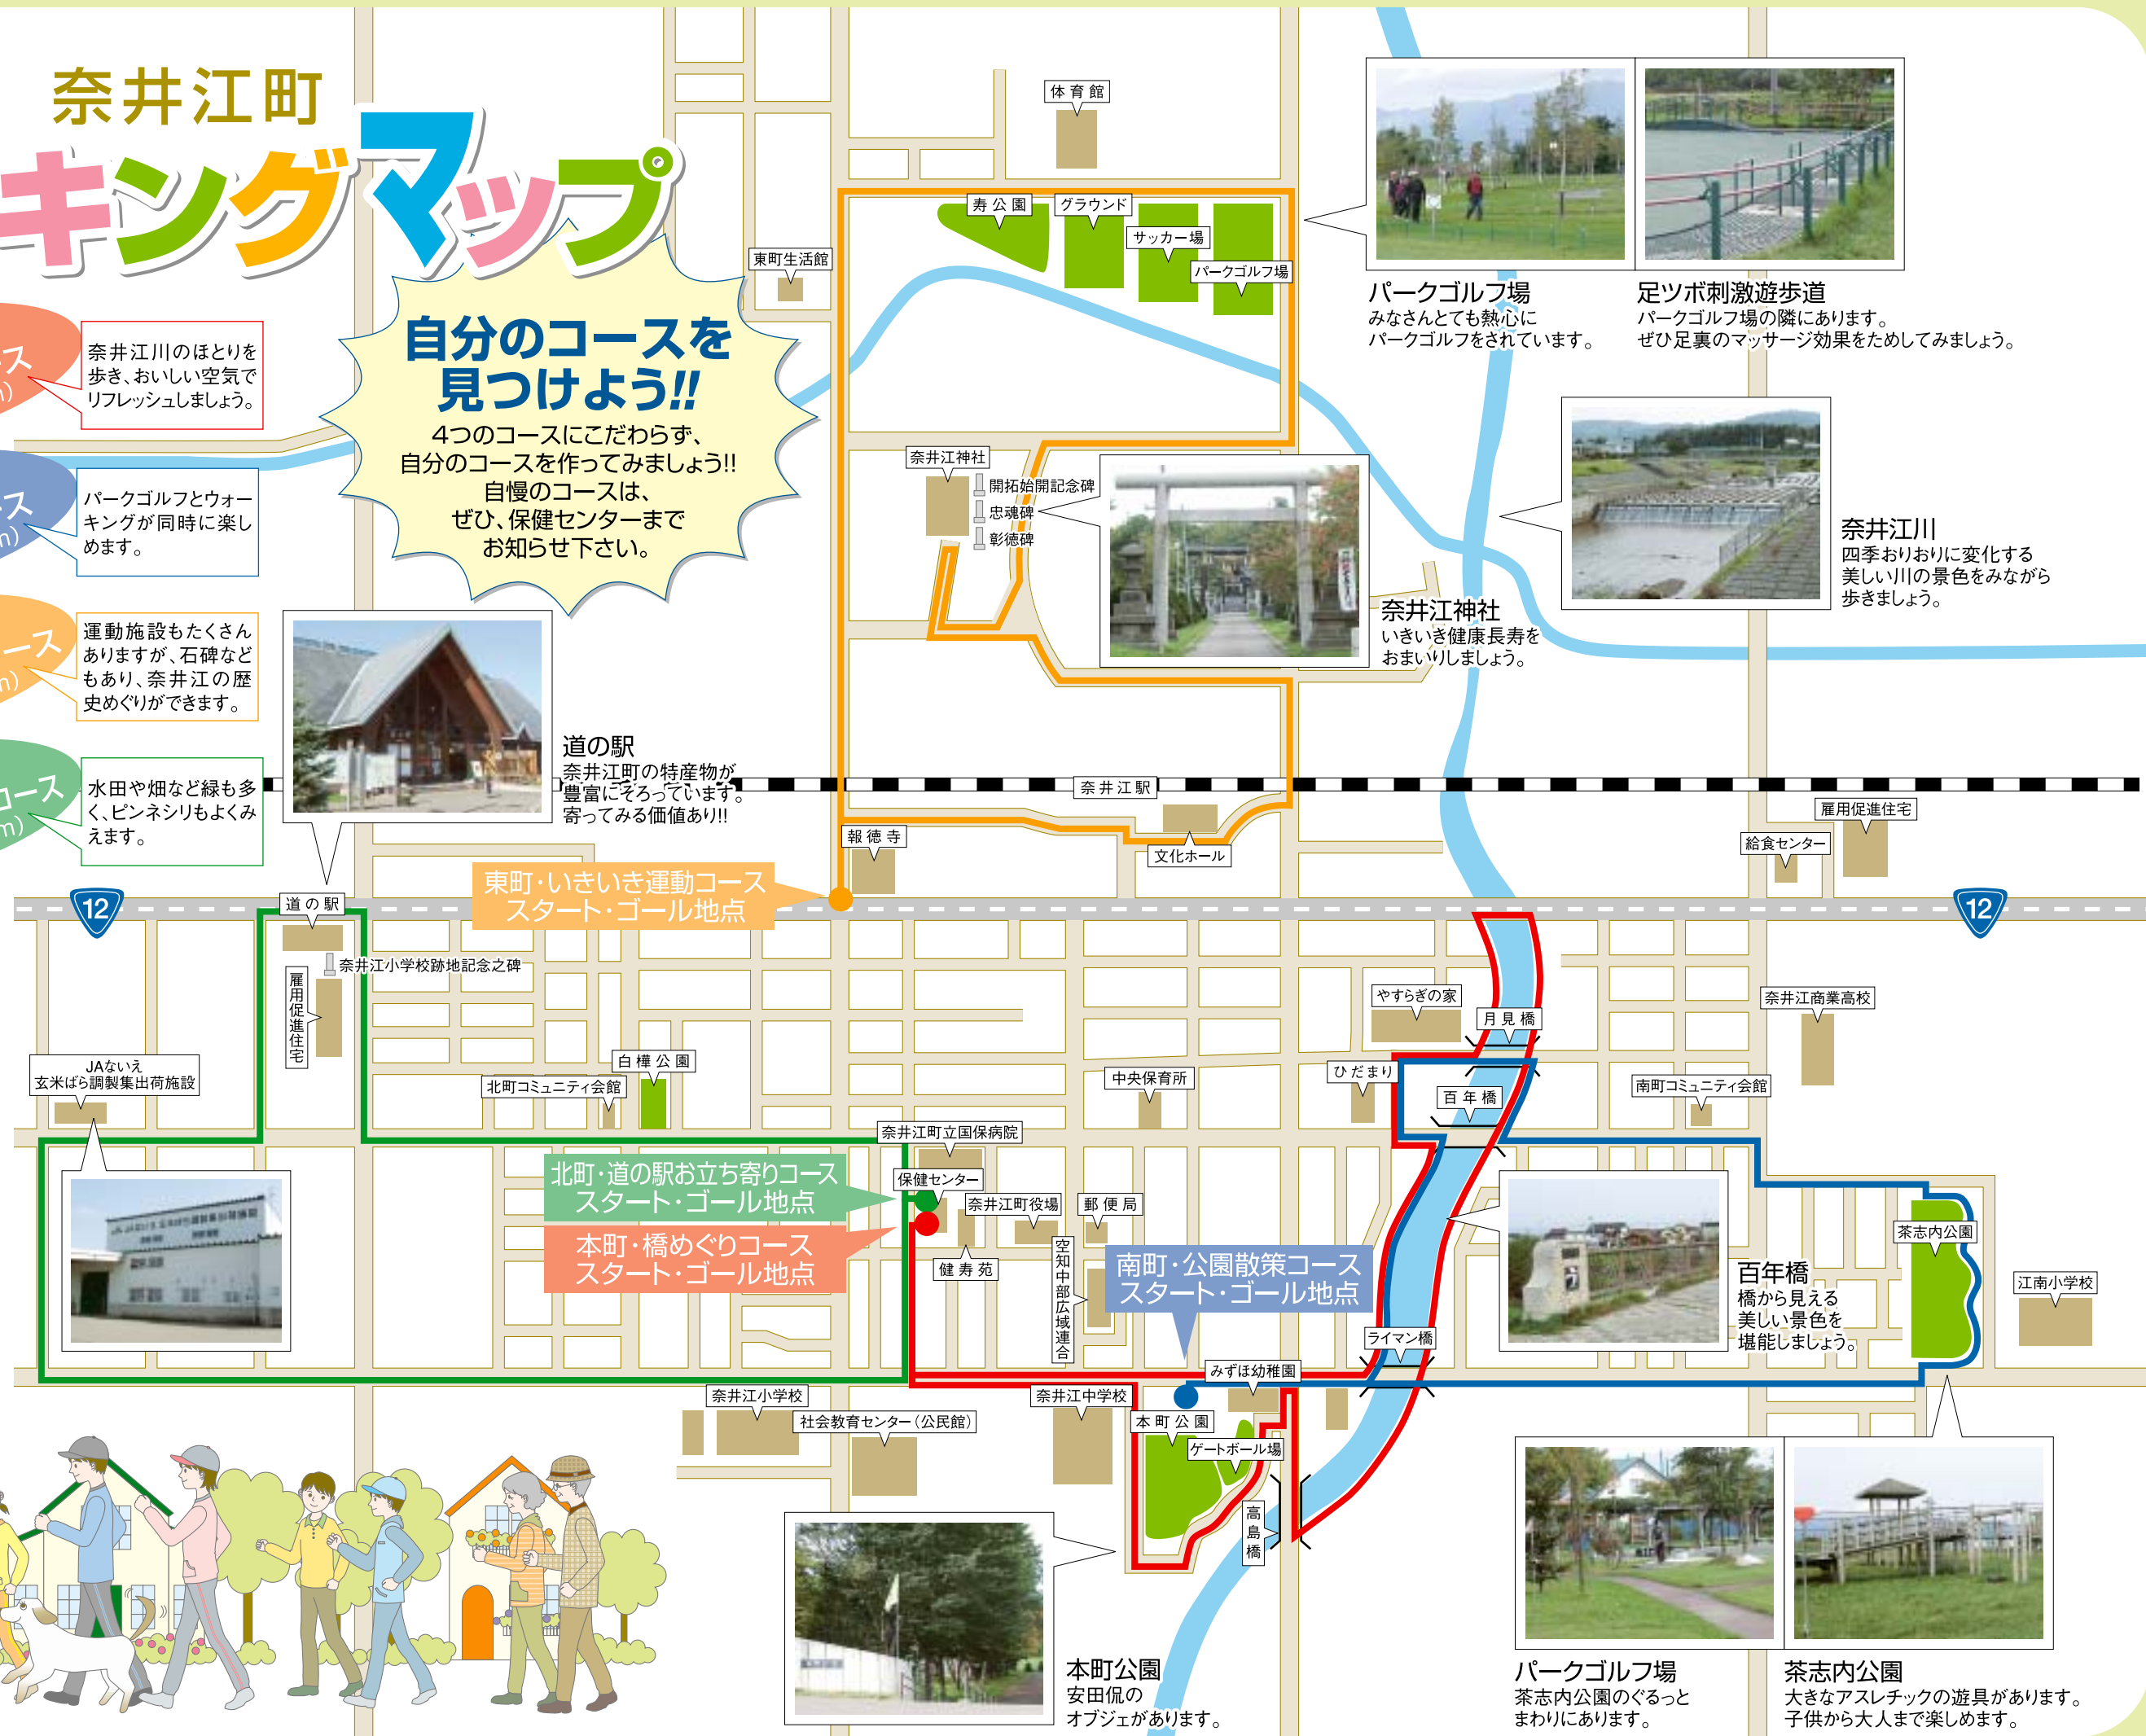 奈井江町
キングマップ
自分のコースを
見つけよう!!
4つのコースにこだわらず、
自分のコースを作ってみましょう!!
自慢のコースは、
ぜひ、保健センターまで
お知らせ下さい。
ース
m)
奈井江川のほとりを
歩き、おいしい空気で
リフレッシュしましょう。
ース
m)
パークゴルフとウォー
キングが同時に楽し
めます。
ース
m)
運動施設もたくさん
ありますが、石碑など
もあり、奈井江の歴
史めぐりができます。
コース
m)
水田や畑など緑も多
く、ピンネシリもよくみ
えます。
体育館
寿公園
グラウンド
サッカー場
パークゴルフ場
東町生活館
パークゴルフ場
みなさんとても熱心に
パークゴルフをされています。
足ツボ刺激遊歩道
パークゴルフ場の隣にあります。
ぜひ足裏のマッサージ効果をためしてみましょう。
奈井江神社
開拓始開記念碑
忠魂碑
彰徳碑
奈井江神社
いきいき健康長寿を
おまいりしましょう。
奈井江川
四季おりおりに変化する
美しい川の景色をみながら
歩きましょう。
道の駅
奈井江町の特産物が
豊富にそろっています。
寄ってみる価値あり!!
奈井江駅
報徳寺
文化ホール
雇用促進住宅
給食センター
東町・いきいき運動コース
スタート・ゴール地点
12
道の駅
12
奈井江小学校跡地記念之碑
雇用促進住宅
やすらぎの家
月見橋
奈井江商業高校
JAないえ
玄米ばら調製集出荷施設
白樺公園
北町コミュニティ会館
中央保育所
ひだまり
百年橋
南町コミュニティ会館
奈井江町立国保病院
保健センター
奈井江町役場
郵便局
健寿苑
空知中部広域連合
北町・道の駅お立ち寄りコース
スタート・ゴール地点
本町・橋めぐりコース
スタート・ゴール地点
南町・公園散策コース
スタート・ゴール地点
百年橋
橋から見える
美しい景色を
堪能しましょう。
茶志内公園
江南小学校
ライマン橋
みずほ幼稚園
奈井江小学校
社会教育センター（公民館）
奈井江中学校
本町公園
ゲートボール場
高島橋
本町公園
安田侃の
オブジェがあります。
パークゴルフ場
茶志内公園のぐるっと
まわりにあります。
茶志内公園
大きなアスレチックの遊具があります。
子供から大人まで楽しめます。